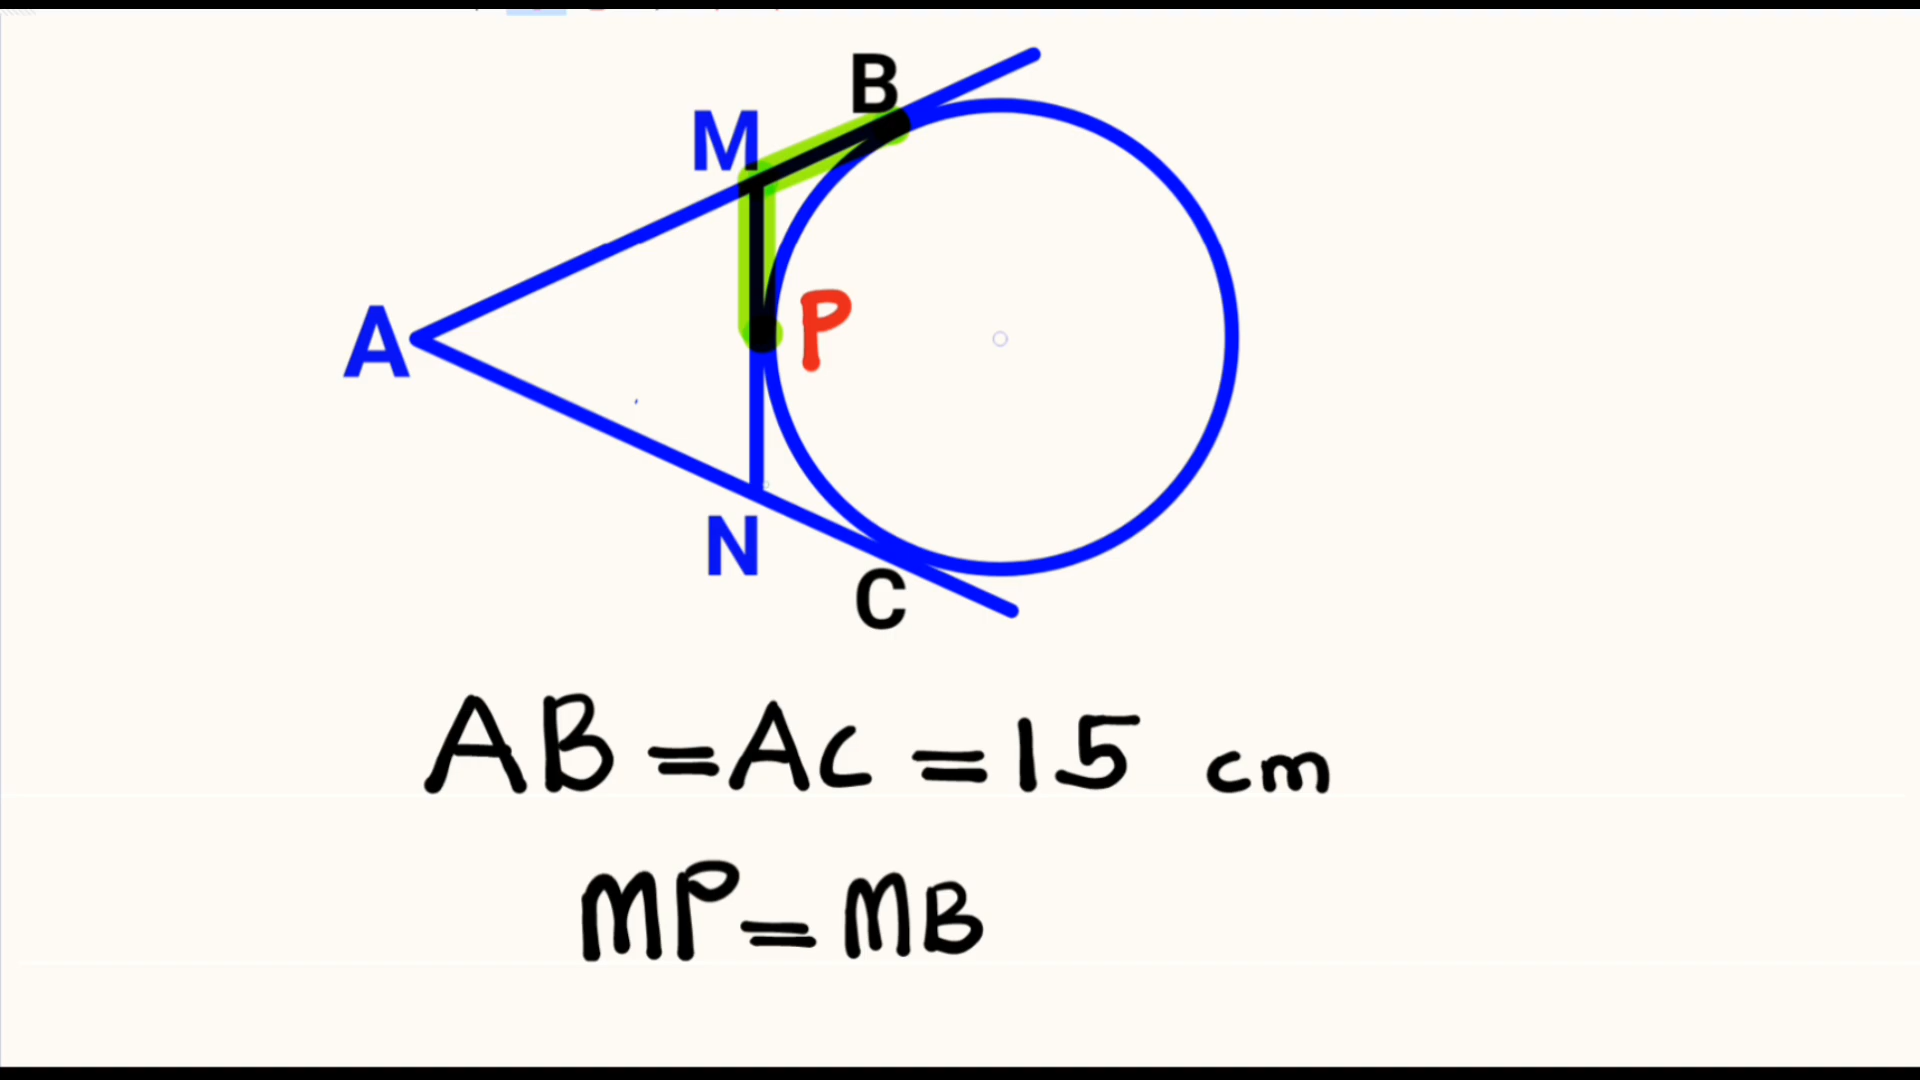 B
M
A
P
N
C
AB = AC = 15 cm
MP = MB